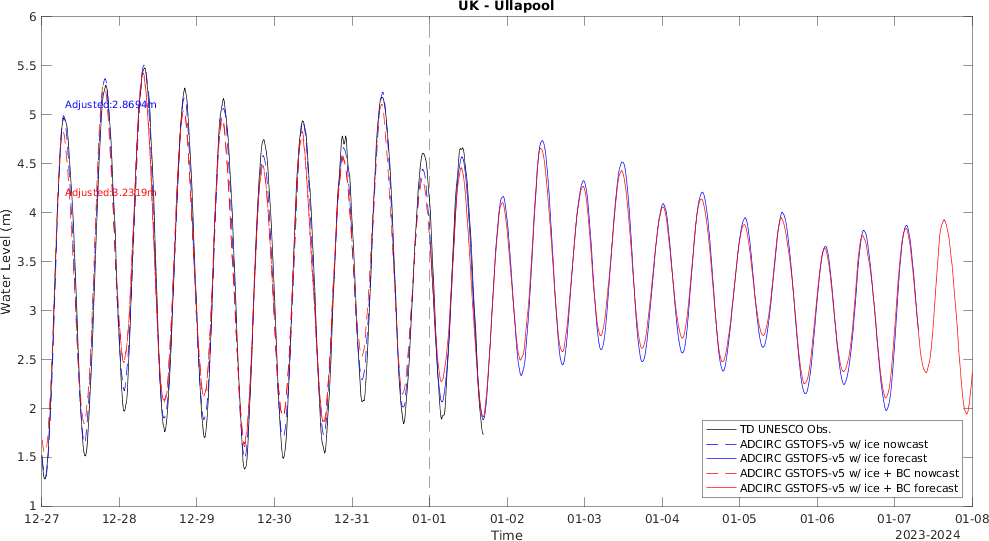 UK - Ullapool
6
5.5
5
4.5
4
3.5
3
2.5
2
1.5
1
Water Level (m)
Adjusted:2.8694m
Adjusted:3.2319m
TD UNESCO Obs.
ADCIRC GSTOFS-v5 w/ ice nowcast
ADCIRC GSTOFS-v5 w/ ice forecast
ADCIRC GSTOFS-v5 w/ ice + BC nowcast
ADCIRC GSTOFS-v5 w/ ice + BC forecast
12-27 12-28 12-29 12-30 12-31 01-01 01-02 01-03 01-04 01-05 01-06 01-07 01-08
Time
2023-2024